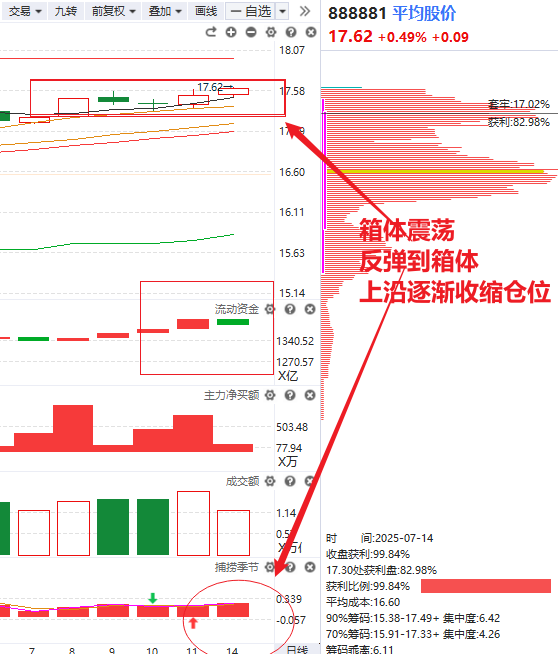 交易 九转 前复权 叠加 画线 一自选
888881 平均股价
17.62 +0.49% +0.09
18.07
17.62→
17.58
套牢:17.02%
获利:82.98%
16.60
16.11
箱体震荡
反弹到箱体
上沿逐渐收缩仓位
15.63
15.14
流动资金
1340.52
1270.57
X亿
主力净买额
503.48
77.94
X万
成交额
1.14
捕捞季节
0.339
-0.057
7 8 9 10 11 14 日线
时 间:2025-07-14
收盘获利:99.84%
17.30处获利盘:82.98%
获利比例:99.84%
平均成本:16.60
90%筹码:15.38-17.49+ 集中度:6.42
70%筹码:15.91-17.33+ 集中度:4.26
筹码乖离:6.11